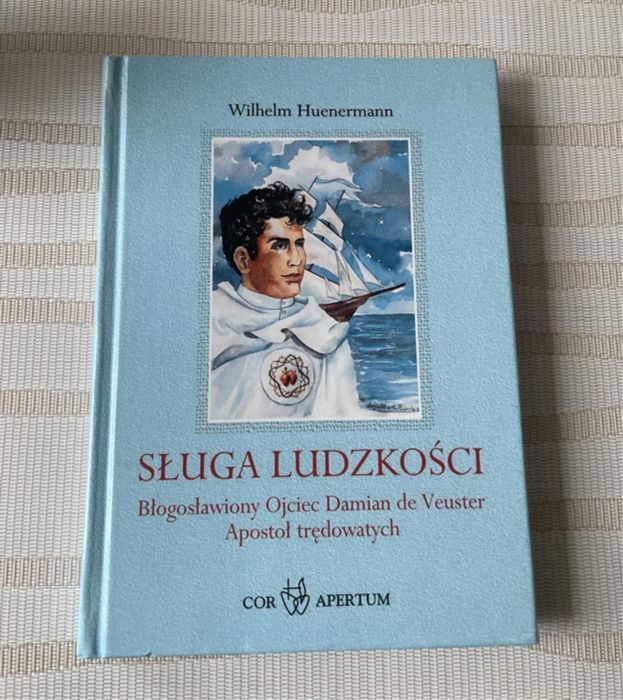 Wilhelm Huenermann
SŁUGA LUDZKOŚCI
Błogosławiony Ojciec Damian de Veuster
Apostoł trędowatych
COR APERTUM